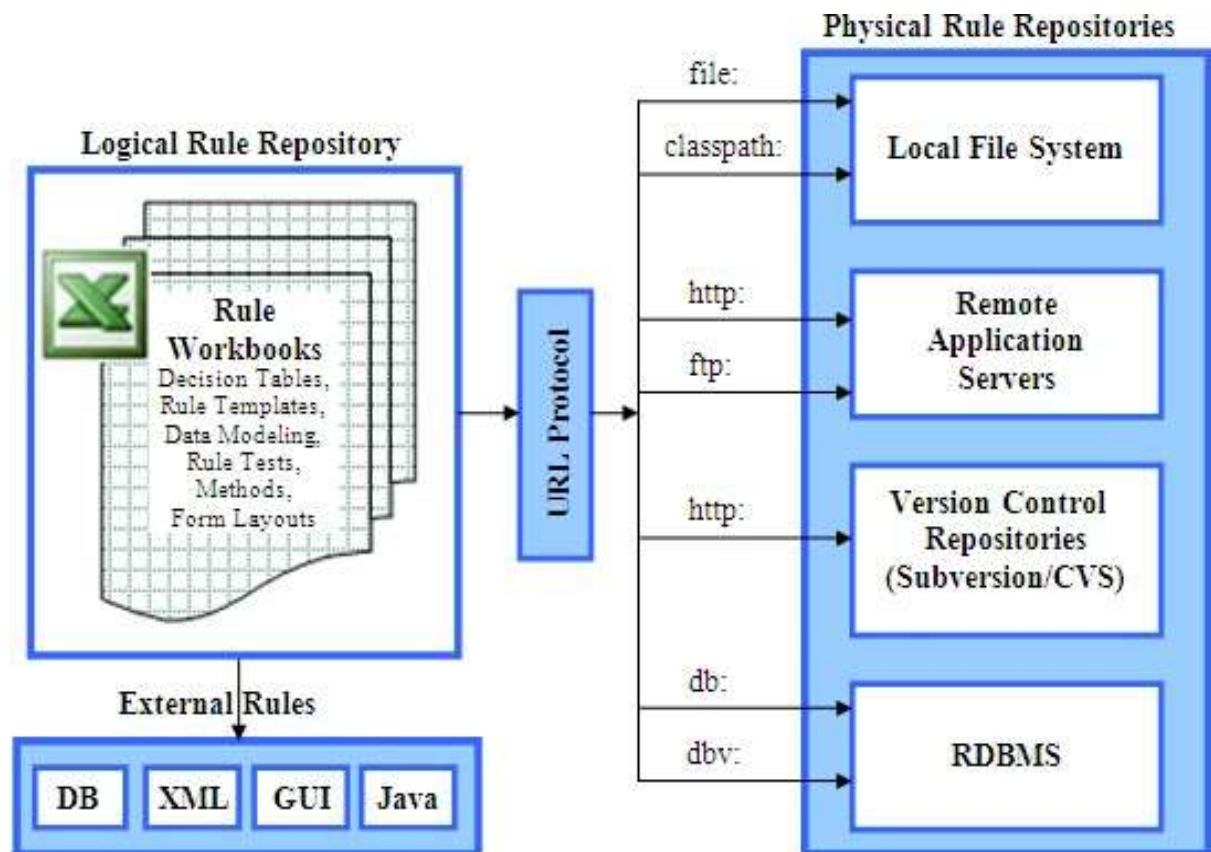 Physical Rule Repositories
Logical Rule Repository
Rule
Workbooks
Decision Tables,
Rule Templates,
Data Modeling,
Rule Tests,
Methods,
Form Layouts
URL Protocol
file:
classpath:
Local File System
http:
ftp:
Remote
Application
Servers
http:
Version Control
Repositories
(Subversion/CVS)
db:
dbv:
RDBMS
External Rules
DB
XML
GUI
Java